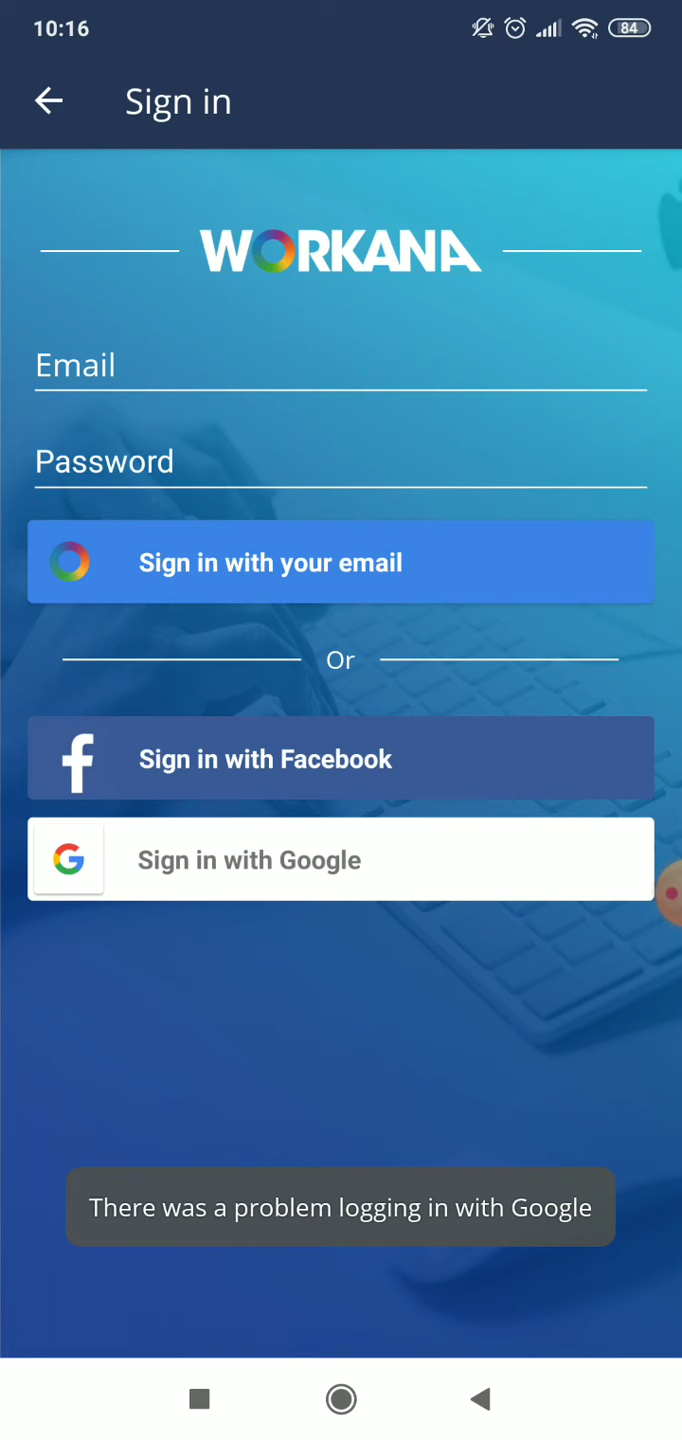 10:16
84
Sign in
WORKANA
Email
Password
Sign in with your email
Or
Sign in with Facebook
Sign in with Google
There was a problem logging in with Google